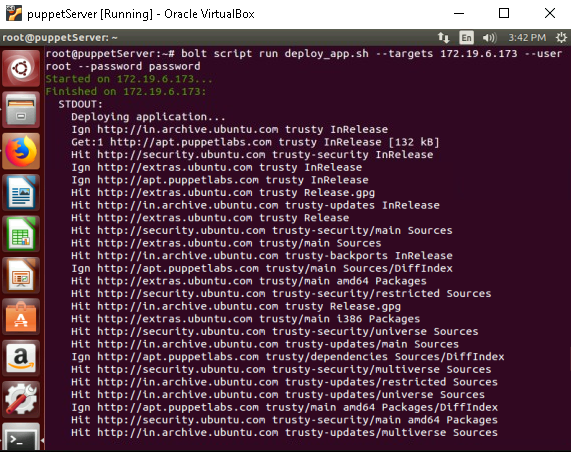 puppetServer [Running] - Oracle VirtualBox
root@puppetServer: ~
En
3:42 PM
root@puppetServer:~# bolt script run deploy_app.sh --targets 172.19.6.173 --user
root --password password
Started on 172.19.6.173...
Finished on 172.19.6.173:
STDOUT:
Deploying application...
Ign http://in.archive.ubuntu.com trusty InRelease
Get:1 http://apt.puppetlabs.com trusty InRelease [132 kB]
Hit http://security.ubuntu.com trusty-security InRelease
Ign http://extras.ubuntu.com trusty InRelease
Ign http://apt.puppetlabs.com trusty InRelease
Hit http://extras.ubuntu.com trusty Release.gpg
Hit http://in.archive.ubuntu.com trusty-updates InRelease
Hit http://extras.ubuntu.com trusty Release
Hit http://security.ubuntu.com trusty-security/main Sources
Hit http://extras.ubuntu.com trusty/main Sources
Hit http://in.archive.ubuntu.com trusty-backports InRelease
Ign http://apt.puppetlabs.com trusty/main Sources/DiffIndex
Hit http://extras.ubuntu.com trusty/main amd64 Packages
Hit http://security.ubuntu.com trusty-security/restricted Sources
Hit http://in.archive.ubuntu.com trusty Release.gpg
Hit http://extras.ubuntu.com trusty/main i386 Packages
Hit http://security.ubuntu.com trusty-security/universe Sources
Hit http://in.archive.ubuntu.com trusty-updates/main Sources
Ign http://apt.puppetlabs.com trusty/dependencies Sources/DiffIndex
Hit http://security.ubuntu.com trusty-security/multiverse Sources
Hit http://in.archive.ubuntu.com trusty-updates/restricted Sources
Hit http://in.archive.ubuntu.com trusty-updates/universe Sources
Ign http://apt.puppetlabs.com trusty/main amd64 Packages/DiffIndex
Hit http://security.ubuntu.com trusty-security/main amd64 Packages
Hit http://in.archive.ubuntu.com trusty-updates/multiverse Sources